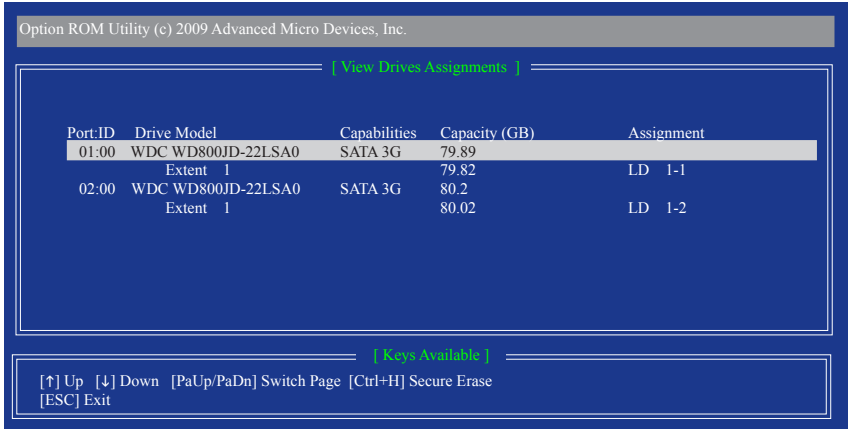 Option ROM Utility (c) 2009 Advanced Micro Devices, Inc.
[ View Drives Assignments ]
Port:ID Drive Model Capabilities Capacity (GB) Assignment
01:00 WDC WD800JD-22LSA0 SATA 3G 79.89
Extent 1 79.82 LD 1-1
02:00 WDC WD800JD-22LSA0 SATA 3G 80.2
Extent 1 80.02 LD 1-2
[ Keys Available ]
[↑] Up [↓] Down [PaUp/PaDn] Switch Page [Ctrl+H] Secure Erase
[ESC] Exit